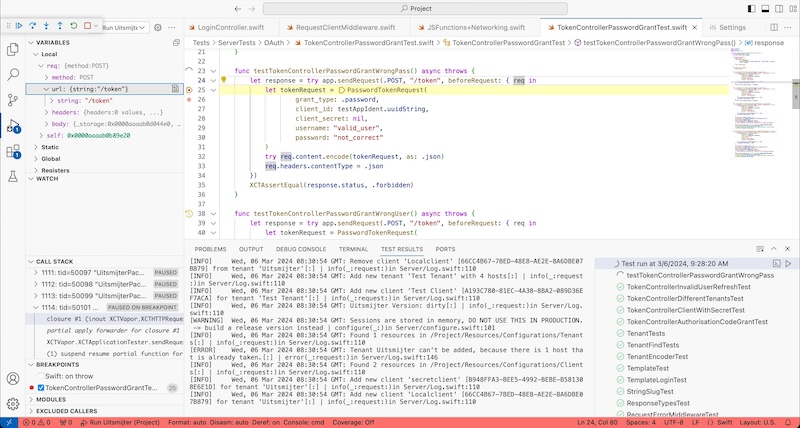 Project
Run Uitsmijter
LoginController.swift
RequestClientMiddleware.swift
JSFunctions+Networking.swift
TokenControllerPasswordGrantTest.swift
Settings
Tests > ServerTests > OAuth > TokenControllerPasswordGrantTest.swift > TokenControllerPasswordGrantTest > testTokenControllerPasswordGrantWrongPass() > response
VARIABLES
Local
req: {method:POST}
method: POST
url: {string:"/token"}
string: "/token"
headers: {0 values, ...}
body: {_storage:0x0000aaaab0d044e0, ...
self: 0x0000aaaab0b89e20
Static
Global
Registers
WATCH
21 }
22
23 func testTokenControllerPasswordGrantWrongPass() async throws {
24 let response = try app.sendRequest(.POST, "/token", beforeRequest: { req in
25 let tokenRequest = PasswordTokenRequest(
26 grant_type: .password,
27 client_id: testAppIdent.uuidString,
28 client_secret: nil,
29 username: "valid_user",
30 password: "not_correct"
31 )
32 try req.content.encode(tokenRequest, as: .json)
33 req.headers.contentType = .json
34 })
35 XCTAssertEqual(response.status, .forbidden)
36 }
37
38 func testTokenControllerPasswordGrantWrongUser() async throws {
39 let response = try app.sendRequest(.POST, "/token", beforeRequest: { req in
40 let tokenRequest = PasswordTokenRequest(
CALL STACK
1111: tid=50097 "UitsmijterPac... PAUSED
1112: tid=50098 "UitsmijterPac... PAUSED
1113: tid=50099 "UitsmijterPac... PAUSED
1114: tid=50101 ... PAUSED ON BREAKPOINT
closure #1 (inout XCTVapor.XCTHTTPReque
partial apply forwarder for closure #1
XCTVapor.XCTApplicationTester.sendReques
(1) suspend resume partial function for
BREAKPOINTS
Swift: on throw
TokenControllerPasswordGrantTest.s... 25
MODULES
EXCLUDED CALLERS
PROBLEMS
OUTPUT
DEBUG CONSOLE
TERMINAL
TEST RESULTS
PORTS
[INFO] Wed, 06 Mar 2024 08:30:54 GMT: Remove client 'Localclient' [66CC4B67-7BED-48E8-AE2E-8A6DBE07
B879] from tenant 'Uitsmijter'[:] | info(_:request:)in Server/Log.swift:110
[INFO] Wed, 06 Mar 2024 08:30:54 GMT: Add new tenant 'Test Tenant' with 4 hosts[:] | info(_:request
:)in Server/Log.swift:110
[INFO] Wed, 06 Mar 2024 08:30:54 GMT: Add new client 'Test Client' [A193C780-81EC-4A38-8BA2-089D36E
F7ACA] for tenant 'Test Tenant'[:] | info(_:request:)in Server/Log.swift:110
[INFO] Wed, 06 Mar 2024 08:30:54 GMT: Uitsmijter Version: dirty[:] | info(_:request:)in Server/Log.
swift:110
[WARNING] Wed, 06 Mar 2024 08:30:54 GMT: Sessions are stored in memory, DO NOT USE THIS IN PRODUCTION.
-> build a release version instead | configure(_:)in Server/configure.swift:101
[INFO] Wed, 06 Mar 2024 08:30:54 GMT: Found 1 resources in /Project/Resources/Configurations/Tenant
s[:] | info(_:request:)in Server/Log.swift:110
[ERROR] Wed, 06 Mar 2024 08:30:54 GMT: Tenant Uitsmijter can't be added, because there is 1 host tha
t is already taken.[:] | error(_:request:)in Server/Log.swift:146
[INFO] Wed, 06 Mar 2024 08:30:54 GMT: Found 2 resources in /Project/Resources/Configurations/Client
s[:] | info(_:request:)in Server/Log.swift:110
[INFO] Wed, 06 Mar 2024 08:30:54 GMT: Add new client 'secretclient' [B948FFA3-8EE5-4992-BEBE-B58130
for tenant 'Uitsmijter'[:] | info(_:request:)in Server/Log.swift:110
[INFO] Wed, 06 Mar 2024 08:30:54 GMT: Add new client 'Localclient' [66CC4B67-7BED-48E8-AE2E-8A6DBE0
7B879] for tenant 'Uitsmijter'[:] | info(_:request:)in Server/Log.swift:110
Test run at 3/6/2024, 9:28:20 AM
testTokenControllerPasswordGrantWrongPass
TokenControllerInvalidUserRefreshTest
TokenControllerDifferentTenantsTest
TokenControllerClientWithSecretTest
TokenControllerAuthorisationCodeGrantTest
TenantTests
TenantFindTests
TenantEncoderTest
TemplateTest
TemplateLoginTest
StringSlugTest
ResponseTypesTest
RequestErrorMiddlewareTest
0 0
0
Run Uitsmijter (Project)
Format: auto
Disasm: auto
Deref: on
Console: cmd
Coverage: Off
Ln 24, Col 80
Spaces: 4
UTF-8
LF
Swift
Layout: U.S.